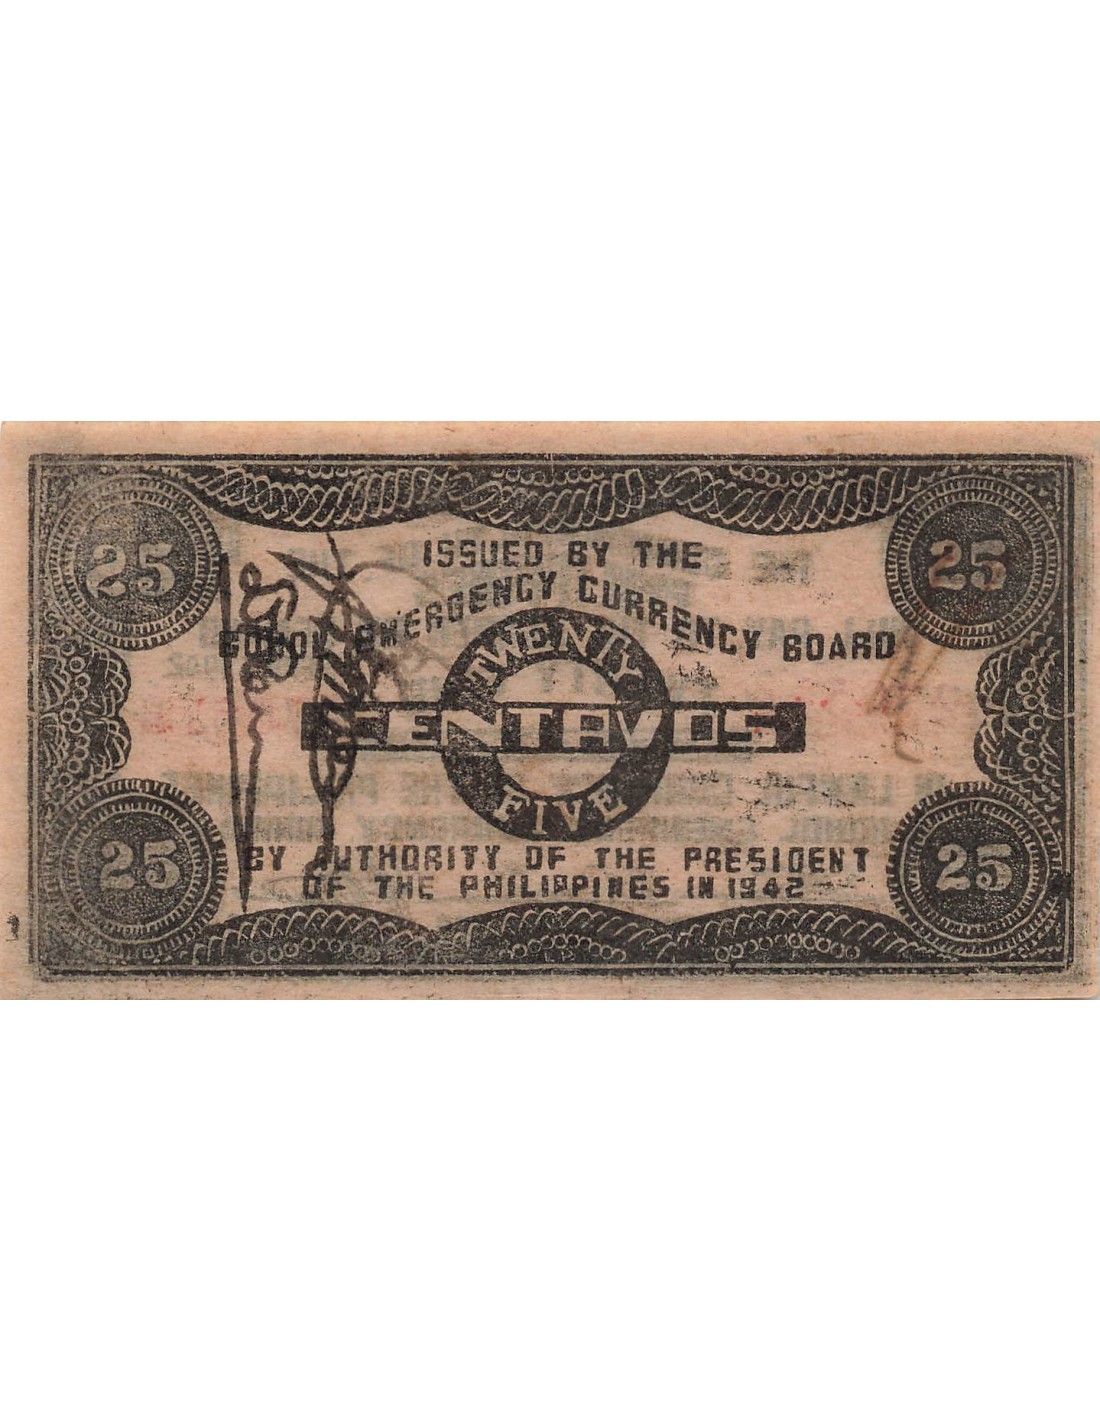 25 25
ISSUED BY THE
BOHOL EMERGENCY CURRENCY BOARD
TWENTY
CENTAVOS
FIVE
25 25
BY AUTHORITY OF THE PRESIDENT
OF THE PHILIPPINES IN 1942